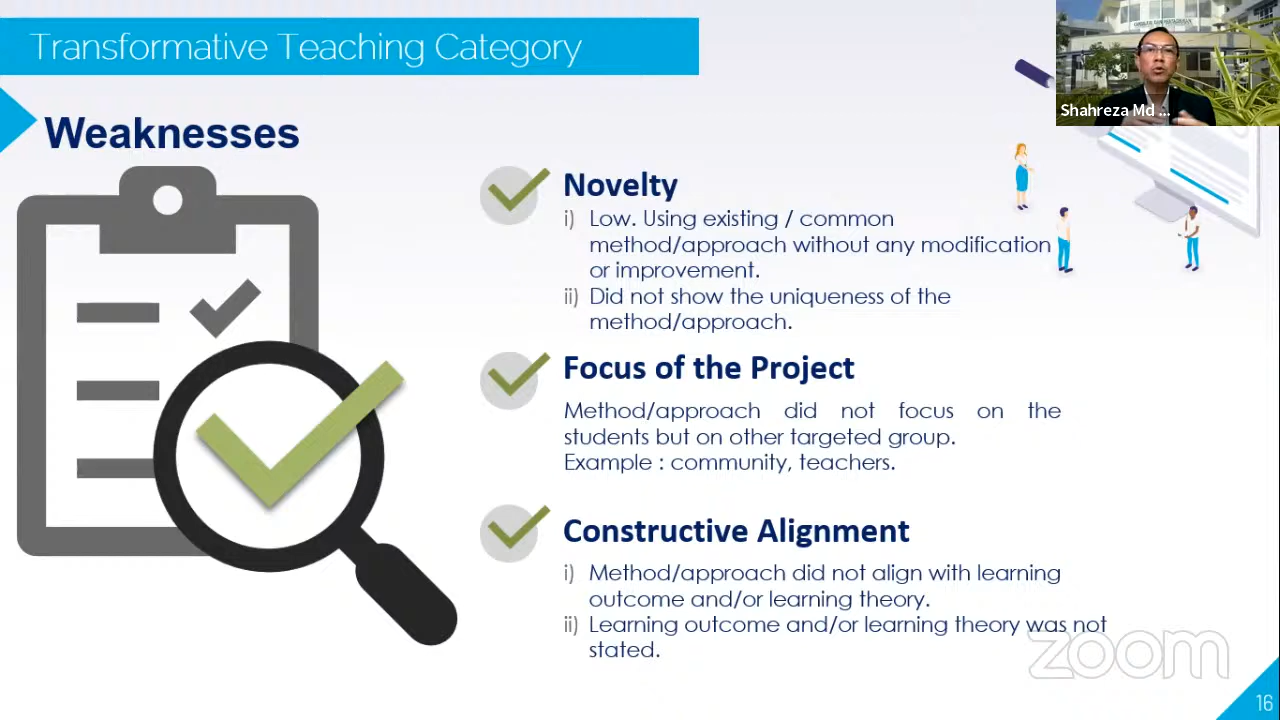 Transformative Teaching Category
Shahreza Md ...
Weaknesses
Novelty
i) Low. Using existing / common
method/approach without any modification
or improvement.
ii) Did not show the uniqueness of the
method/approach.
Focus of the Project
Method/approach did not focus on the
students but on other targeted group.
Example : community, teachers.
Constructive Alignment
i) Method/approach did not align with learning
outcome and/or learning theory.
ii) Learning outcome and/or learning theory was not
stated.
zoom
16